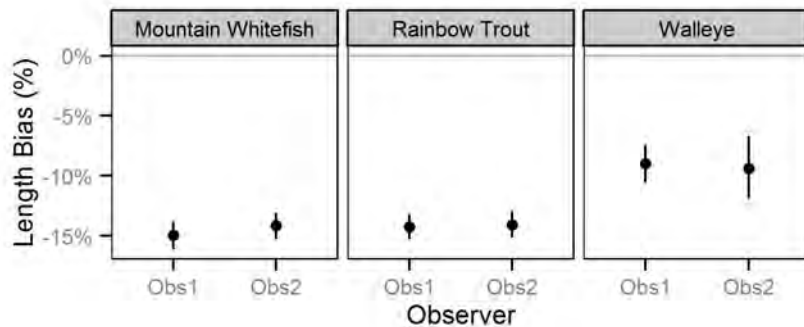 Mountain Whitefish Rainbow Trout Walleye
0%
-5%
-10%
-15%
Length Bias (%)
Obs1 Obs2 Obs1 Obs2 Obs1 Obs2
Observer